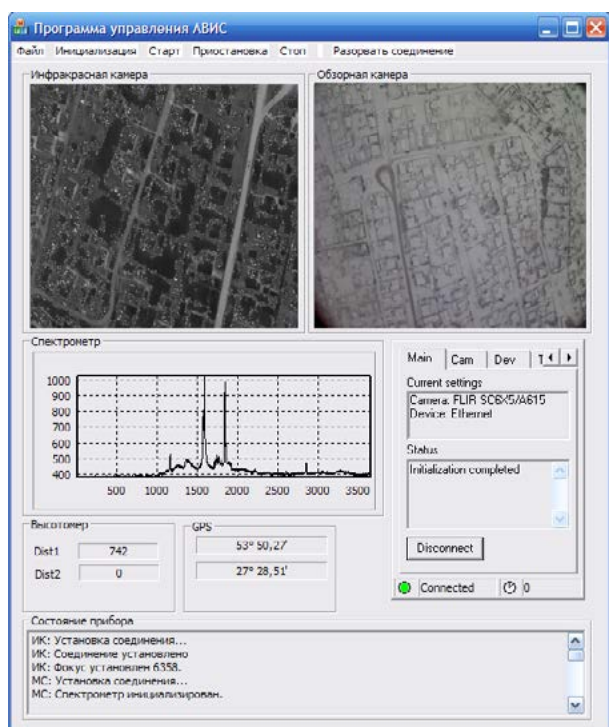 Программа управления АВИС
Файл Инициализация Старт Приостановка Стоп Разорвать соединение
Инфракрасная камера
Обзорная камера
Спектрометр
1000
900
800
700
600
500
400
500 1000 1500 2000 2500 3000 3500
Main Cam Dev
Current settings
Camera: FLIR SC6X5/A615
Device: Ethernet
Status
Initialization completed
Disconnect
Connected 0
Высотомер
Dist1 742
Dist2 0
GPS
53° 50,27'
27° 28,51'
Состояние прибора
ИК: Установка соединения...
ИК: Соединение установлено
ИК: Фокус установлен 6358.
МС: Установка соединения...
МС: Спектрометр инициализирован.